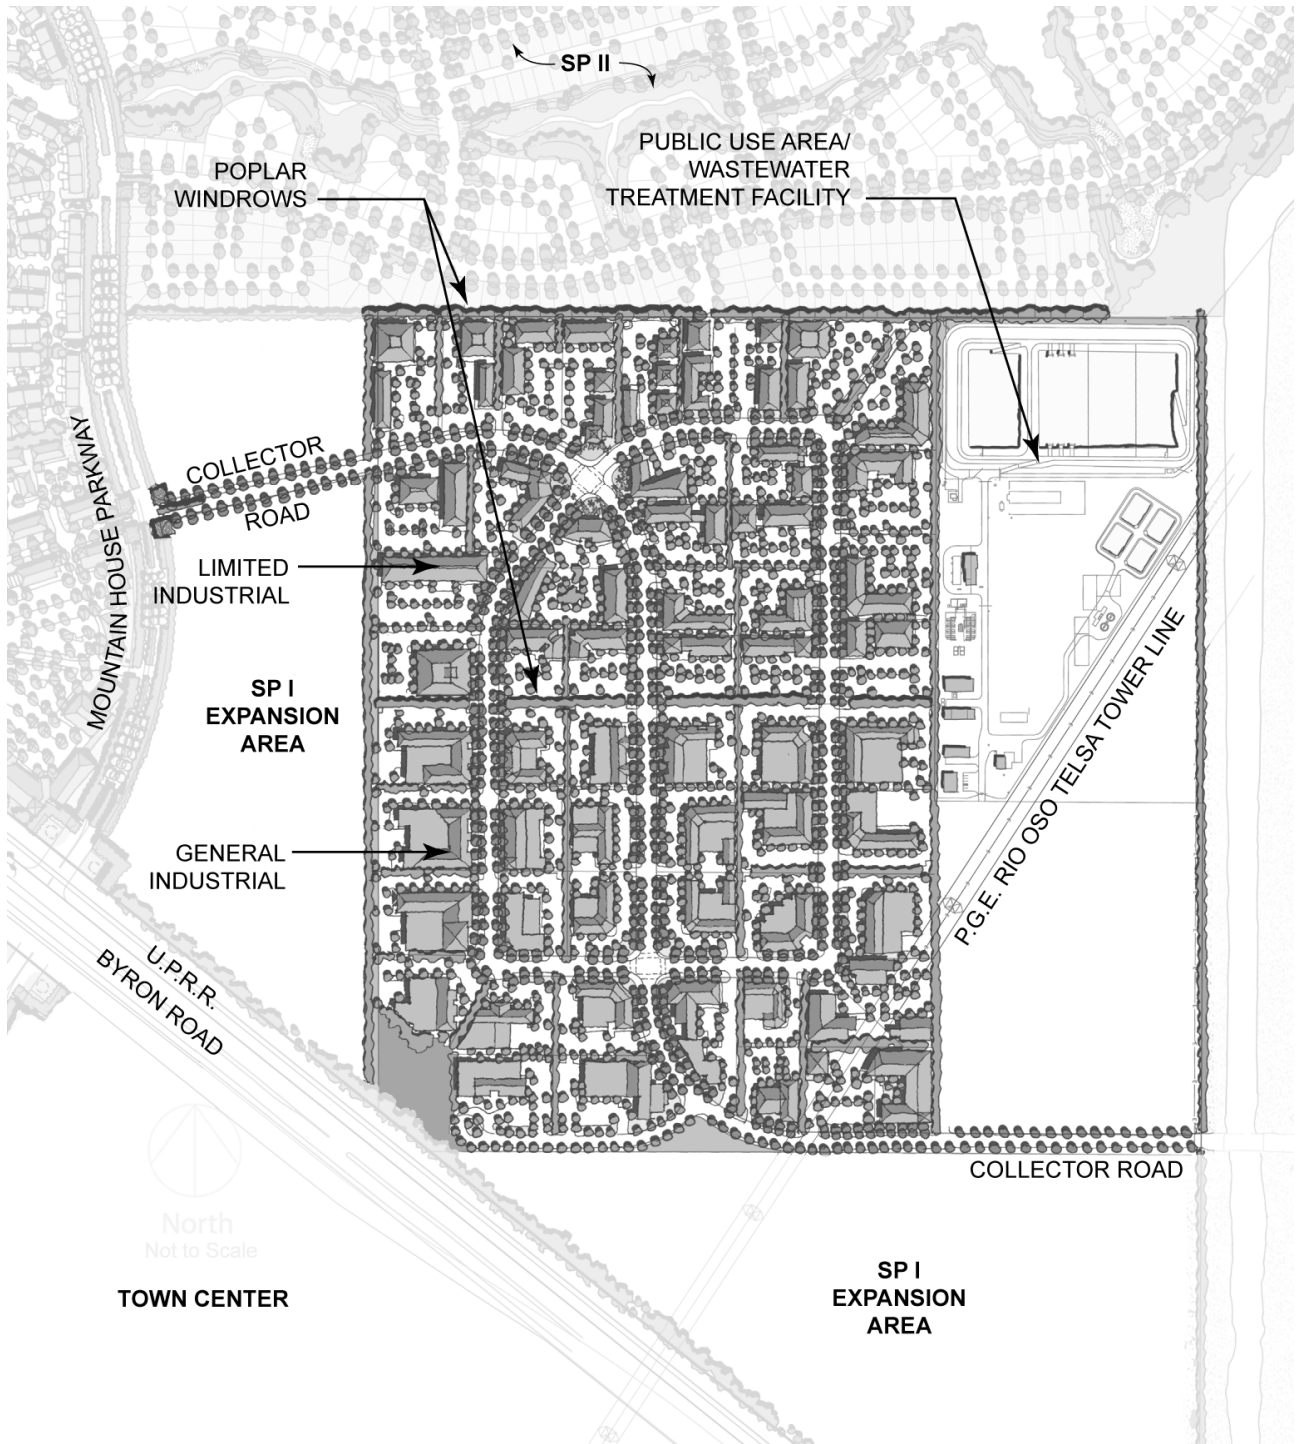 SP II
PUBLIC USE AREA/
WASTEWATER
TREATMENT FACILITY
POPLAR
WINDROWS
MOUNTAIN HOUSE PARKWAY
COLLECTOR
ROAD
LIMITED
INDUSTRIAL
SP I
EXPANSION
AREA
P.G.E. RIO OSO TELSA TOWER LINE
GENERAL
INDUSTRIAL
U.P.R.R.
BYRON ROAD
COLLECTOR ROAD
North
Not to Scale
TOWN CENTER
SP I
EXPANSION
AREA